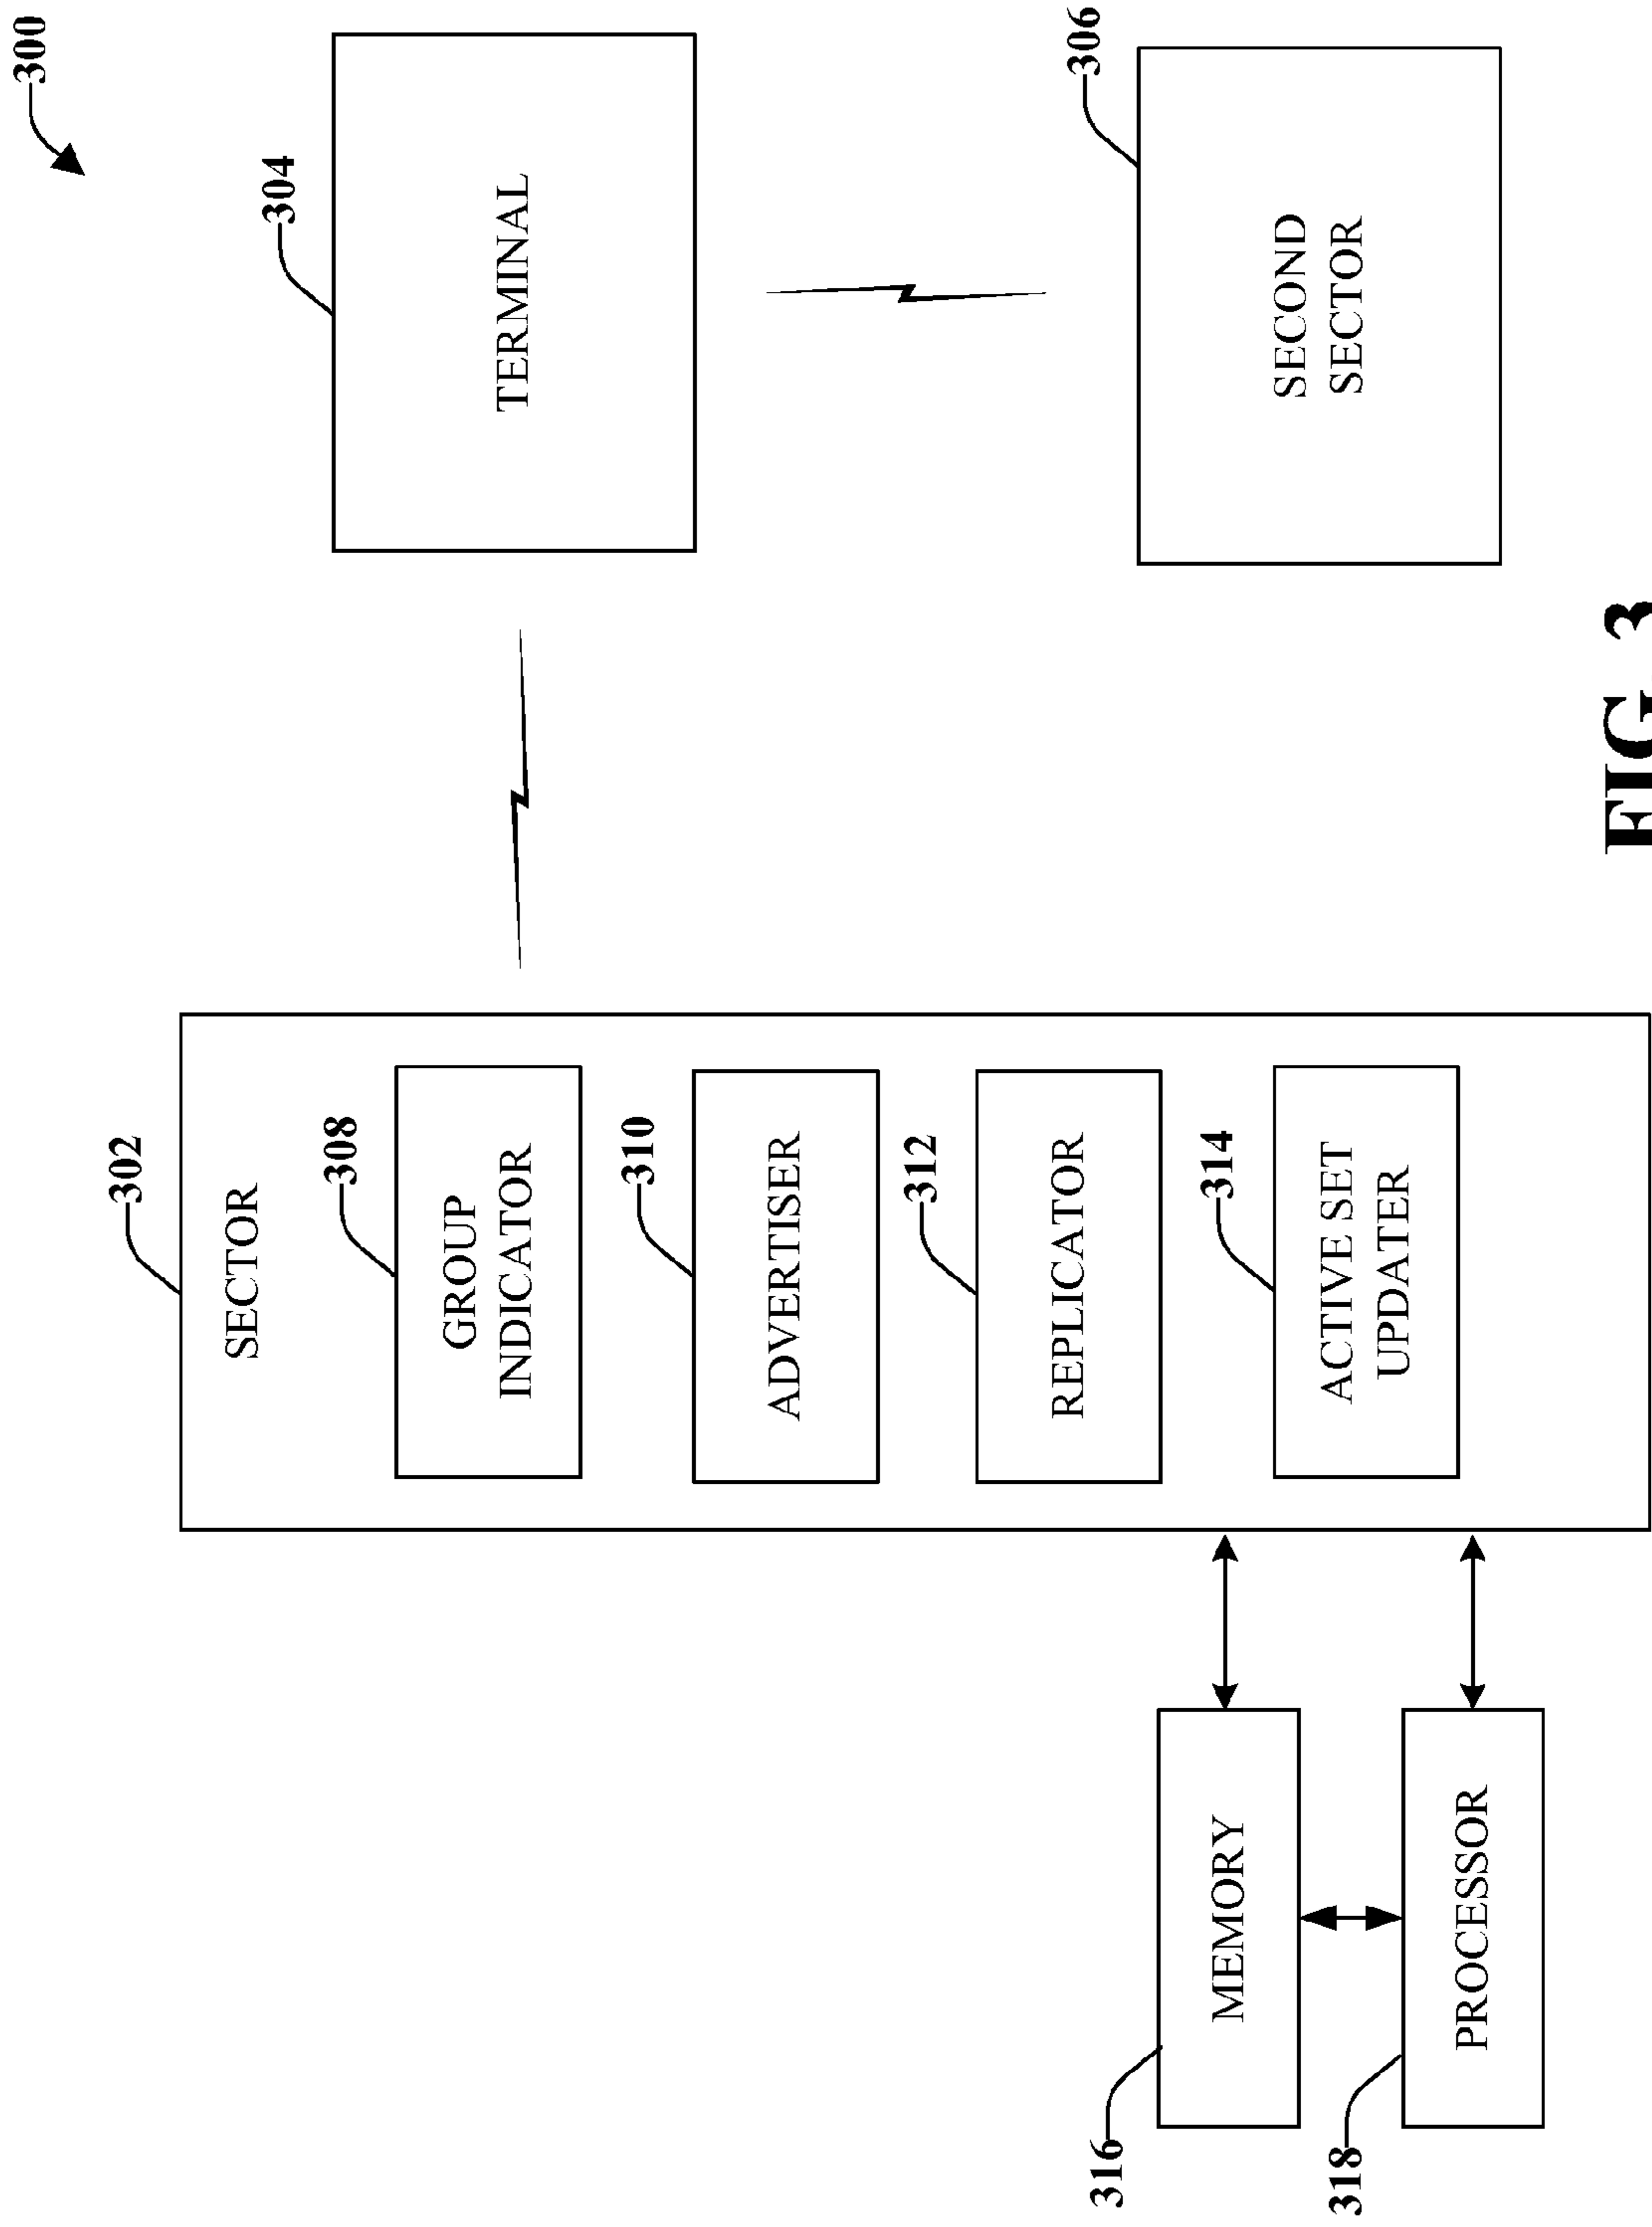 300
302
SECTOR
308
GROUP
INDICATOR
310
ADVERTISER
312
REPLICATOR
314
ACTIVE SET
UPDATER
304
TERMINAL
306
SECOND
SECTOR
316
MEMORY
318
PROCESSOR
FIG. 3